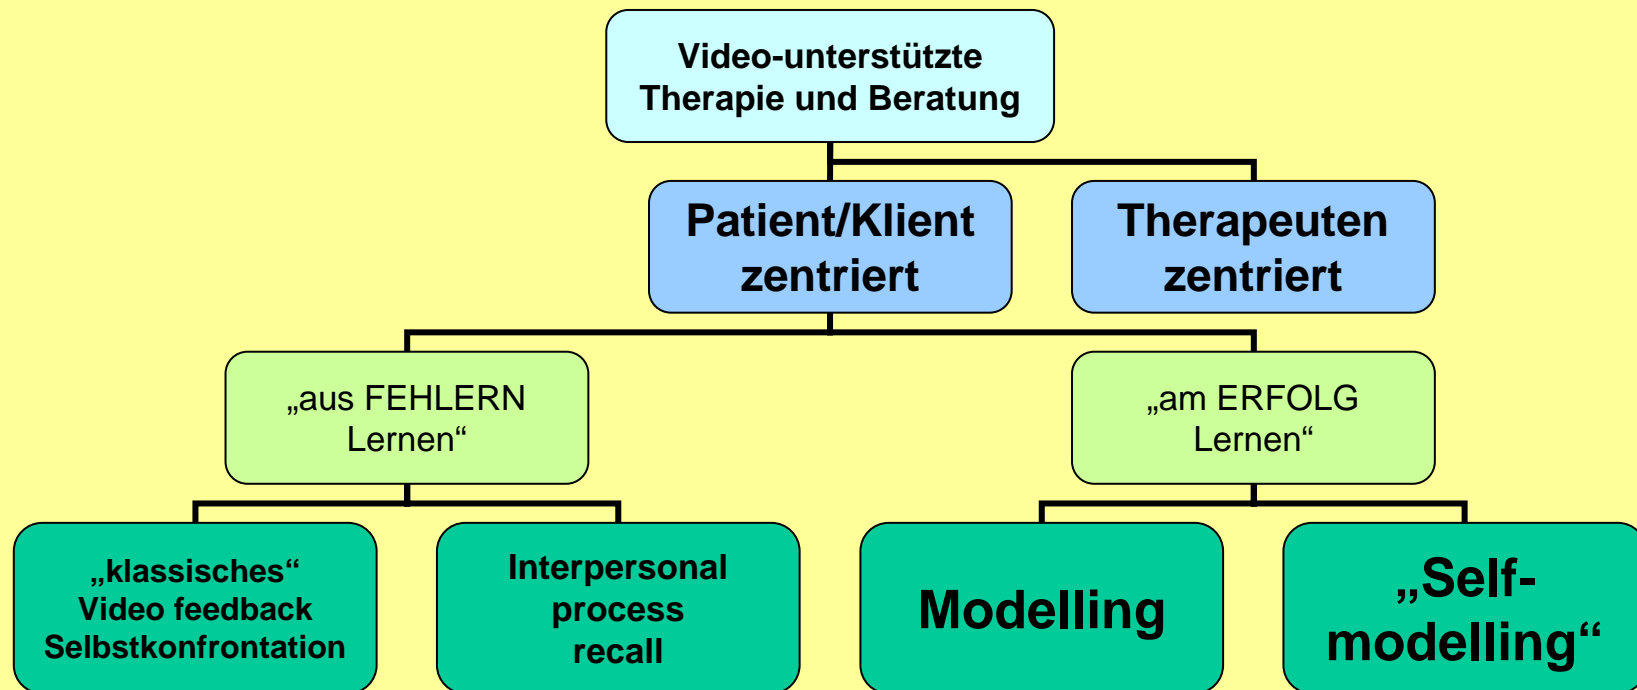 Video-unterstützte
Therapie und Beratung
Patient/Klient
zentriert
Therapeuten
zentriert
„aus FEHLERN
Lernen“
„am ERFOLG
Lernen“
„klassisches“
Video feedback
Selbstkonfrontation
Interpersonal
process
recall
Modelling
„Self-
modelling“